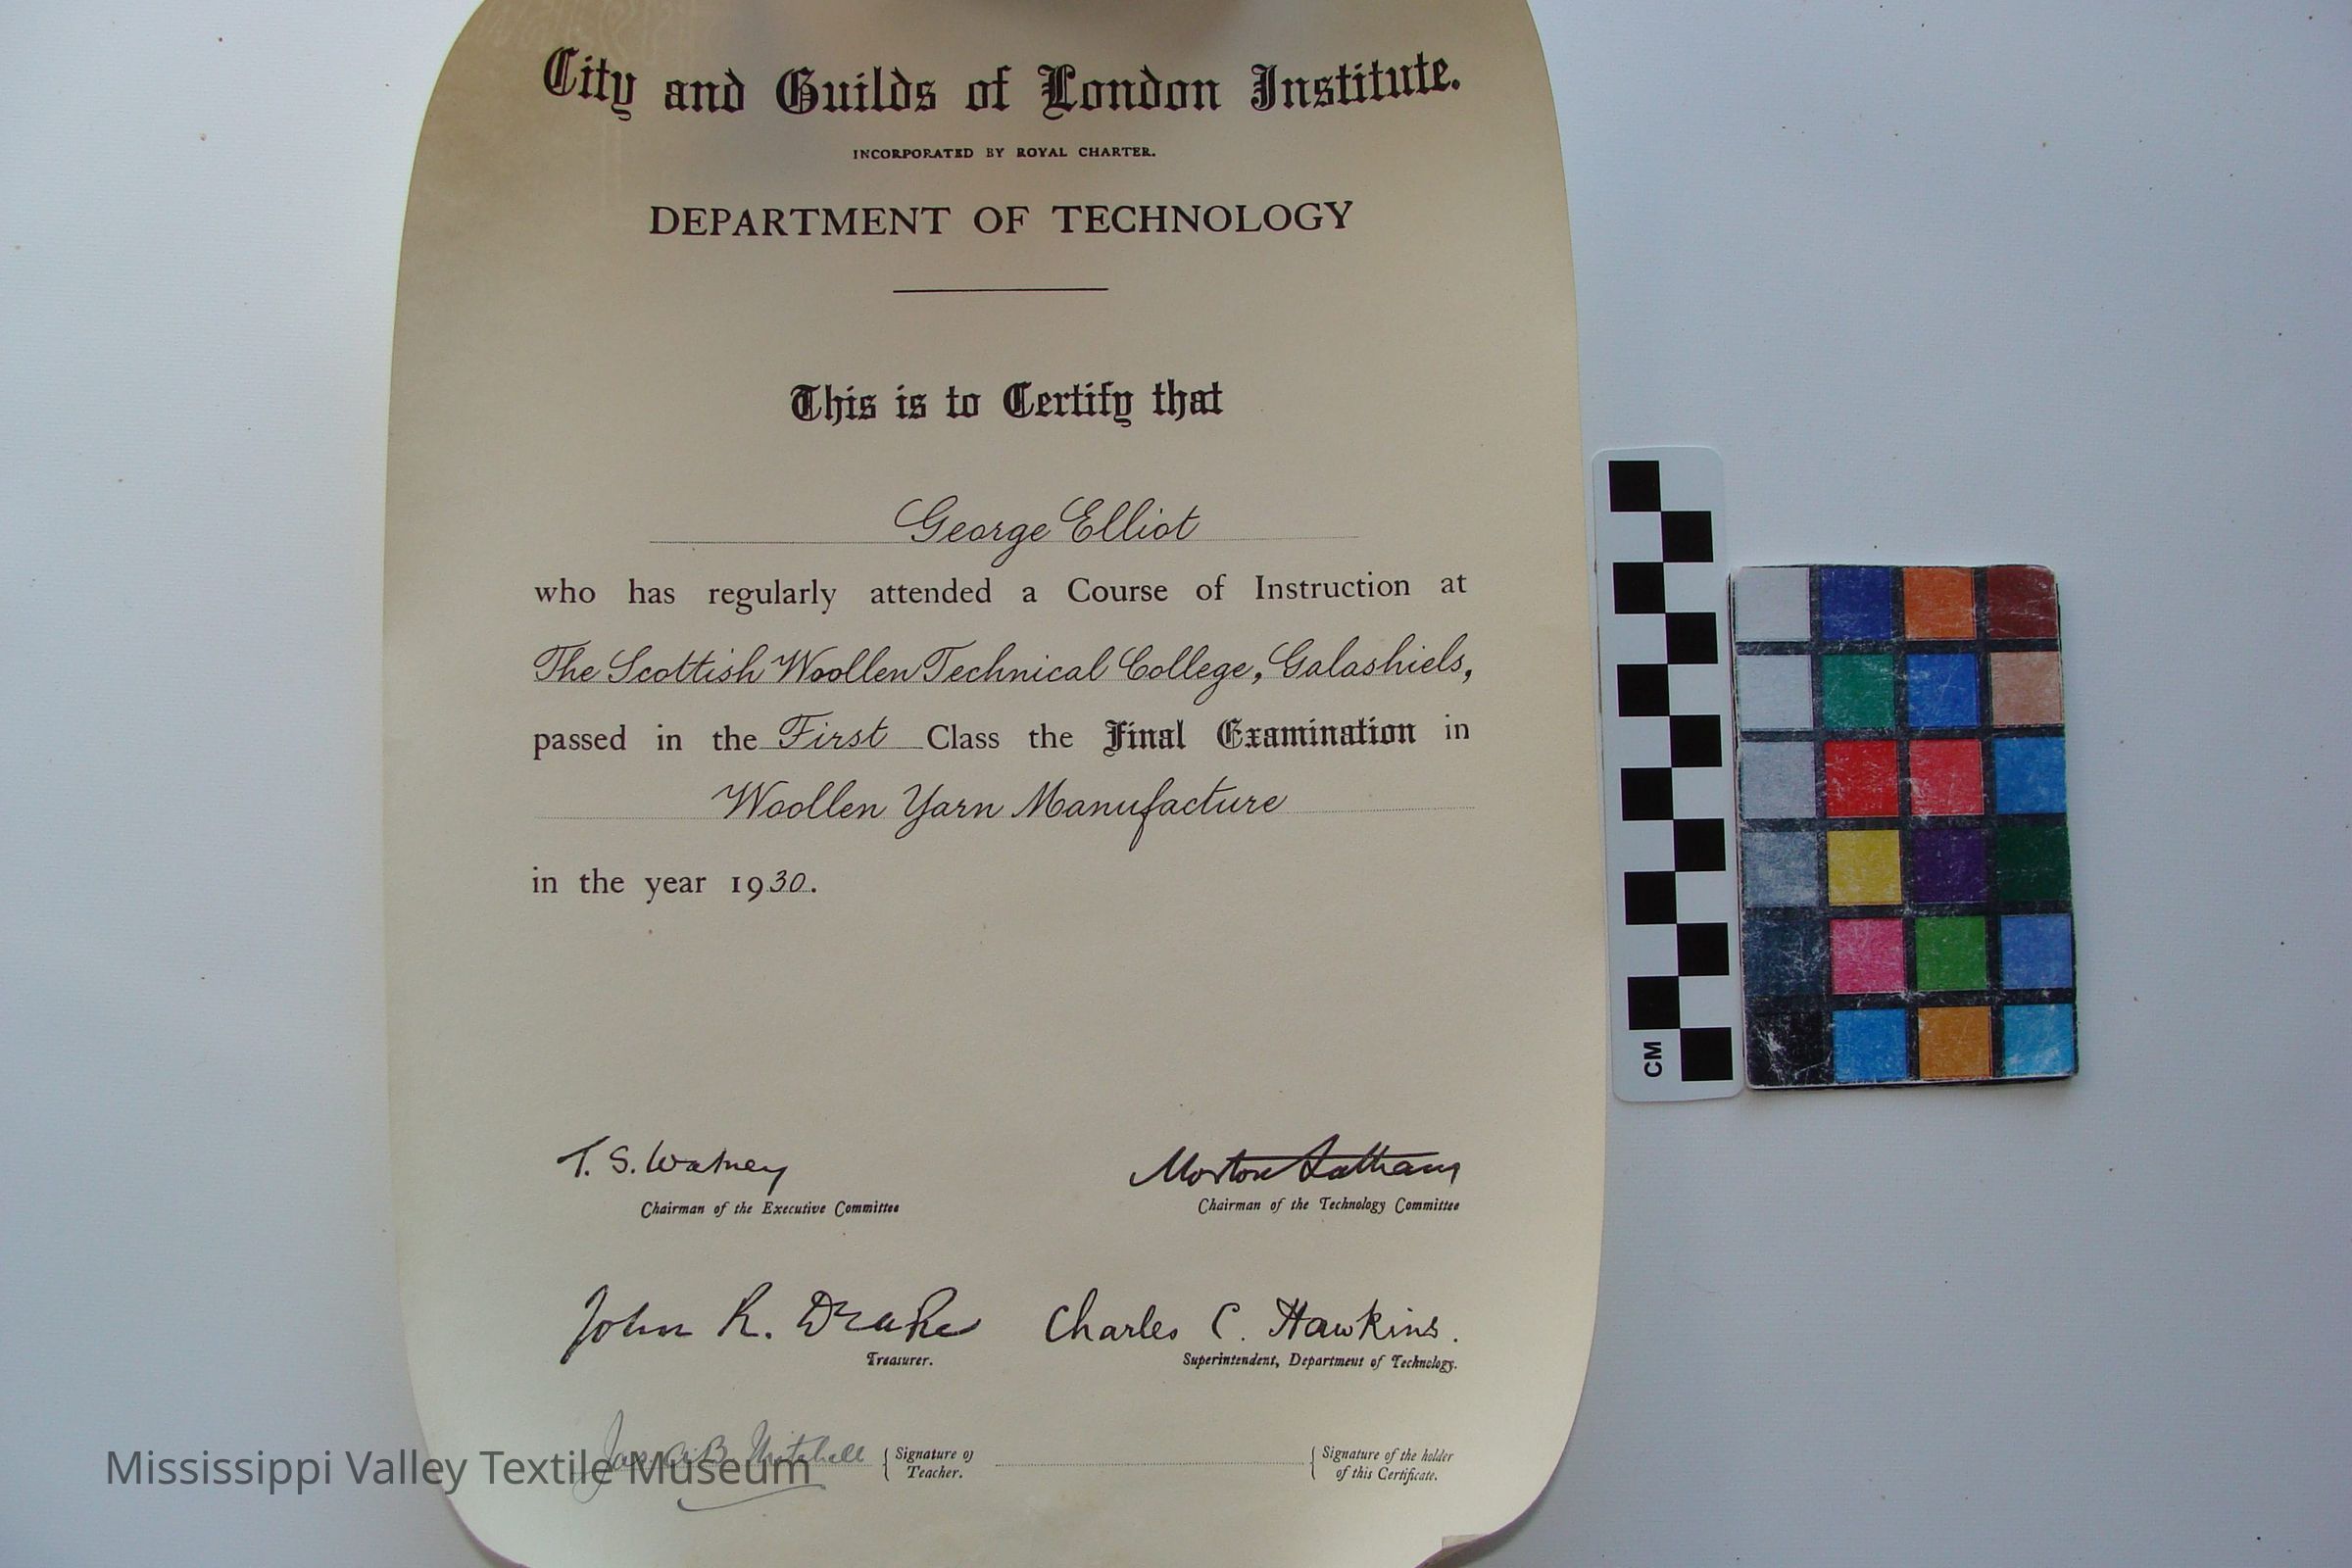 City and Guilds of London Institute.
INCORPORATED BY ROYAL CHARTER.
DEPARTMENT OF TECHNOLOGY
This is to Certify that
George Elliot
who has regularly attended a Course of Instruction at
The Scottish Woollen Technical College, Galashiels,
passed in the First Class the Final Examination in
Woollen Yarn Manufacture
in the year 1930.
T. S. Watney
Chairman of the Executive Committee
Morton Latham
Chairman of the Technology Committee
John R. Drake
Treasurer.
Charles C. Hawkins.
Superintendent, Department of Technology.
Mitchell
Signature of
Teacher.
Signature of the holder
of this Certificate.
CM
Mississippi Valley Textile Museum